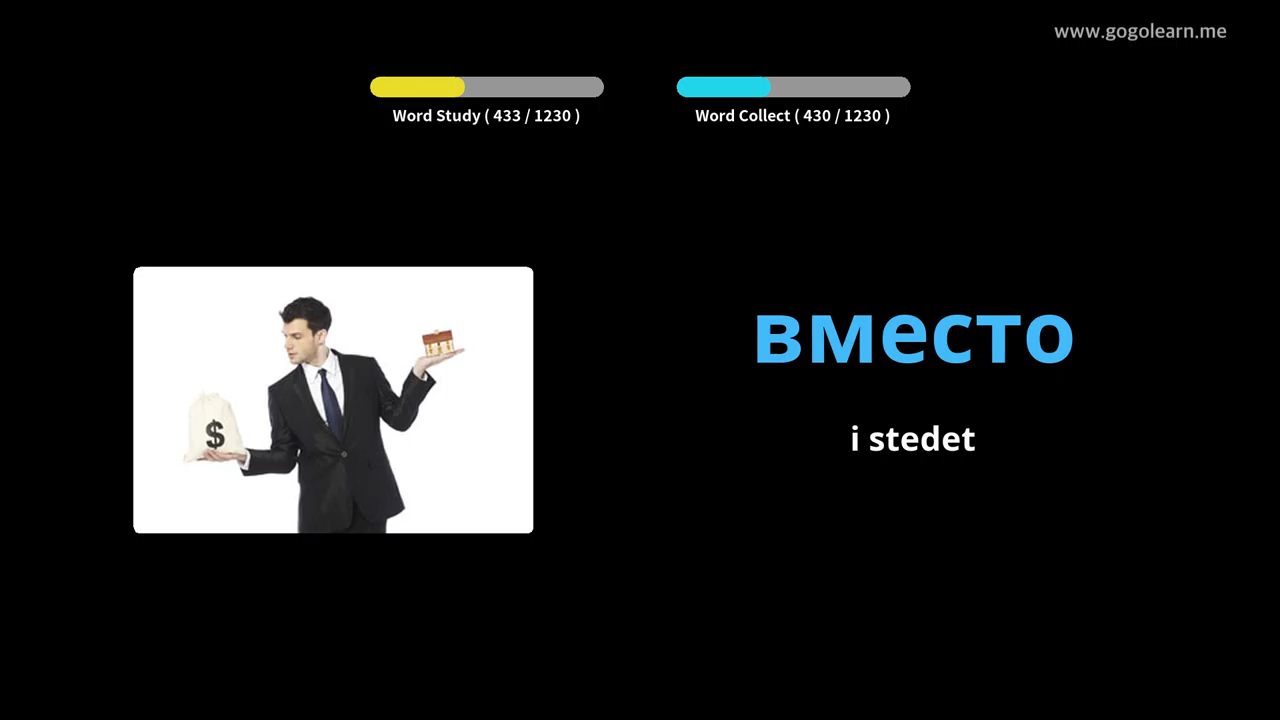 www.gogolearn.me
Word Study ( 433 / 1230 )
Word Collect ( 430 / 1230 )
вместо
i stedet
$